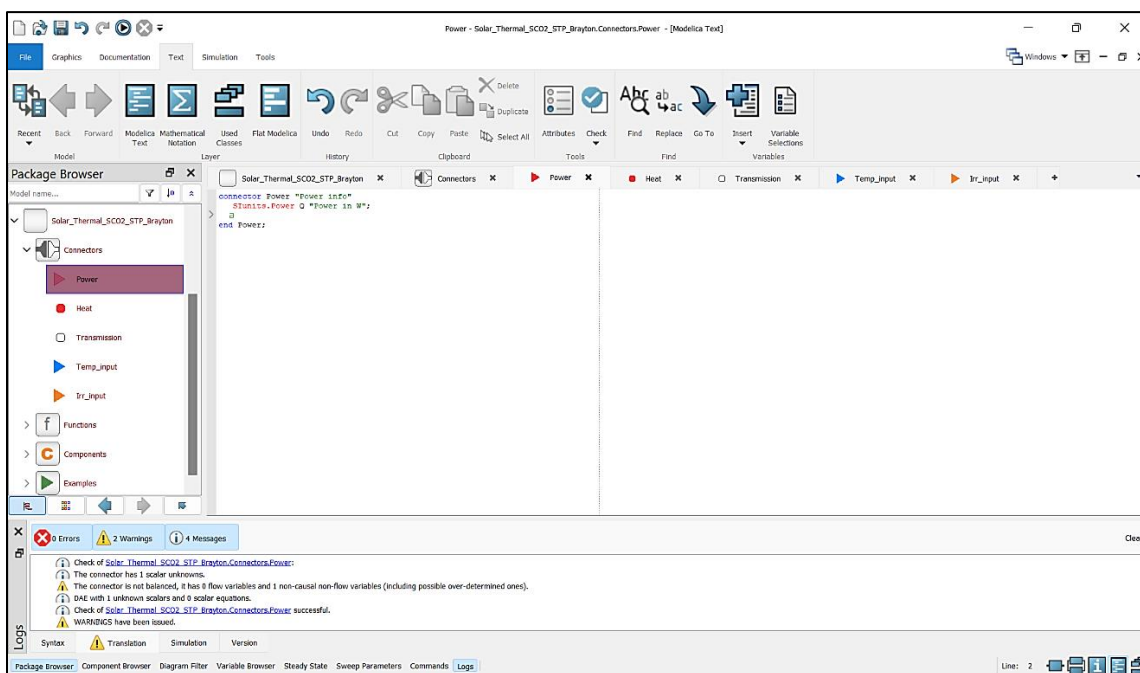 Power - Solar_Thermal_SCO2_STP_Brayton.Connectors.Power - [Modelica Text]
File Graphics Documentation Text Simulation Tools Windows
Recent Back Forward Modelica Text Mathematical Notation Used Classes Flat Modelica Undo Redo Cut Copy Paste Delete Duplicate Select All Attributes Check Find Replace Go To Insert Variable Selections
Model Layer History Clipboard Tools Find Variables
Package Browser
Model name...
Solar_Thermal_SCO2_STP_Brayton Connectors Power Heat Transmission Temp_input Irr_input +
connector Power "Power info"
SIunits.Power Q "Power in W";
a
end Power;
Solar_Thermal_SCO2_STP_Brayton
Connectors
Power
Heat
Transmission
Temp_input
Irr_input
f Functions
C Components
Examples
0 Errors 2 Warnings 4 Messages Clea
Check of Solar_Thermal_SCO2_STP_Brayton.Connectors.Power:
The connector has 1 scalar unknowns.
The connector is not balanced, it has 0 flow variables and 1 non-causal non-flow variables (including possible over-determined ones).
DAE with 1 unknown scalars and 0 scalar equations.
Check of Solar_Thermal_SCO2_STP_Brayton.Connectors.Power successful.
WARNINGS have been issued.
Logs
Syntax Translation Simulation Version
Package Browser Component Browser Diagram Filter Variable Browser Steady State Sweep Parameters Commands Logs Line: 2